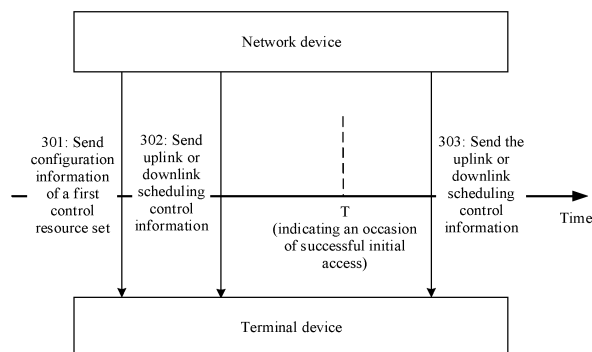 Network device
301: Send
configuration
information
of a first
control
resource set
302: Send
uplink or
downlink
scheduling
control
information
T
(indicating an occasion
of successful initial
access)
303: Send the
uplink or
downlink
scheduling
control
information
Time
Terminal device